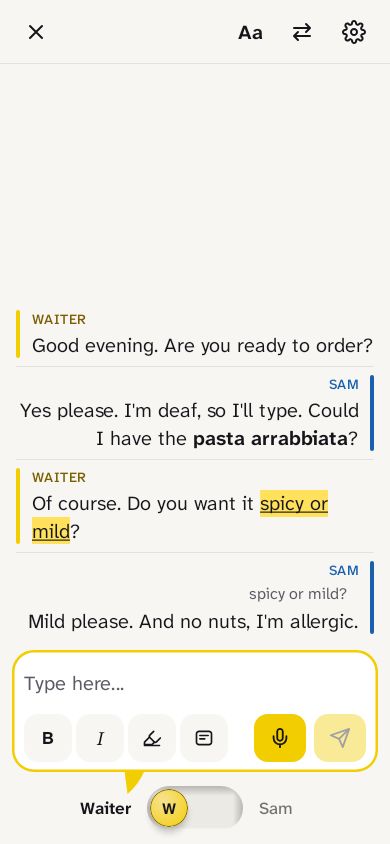 Aa
WAITER
Good evening. Are you ready to order?
SAM
Yes please. I'm deaf, so I'll type. Could
I have the pasta arrabbiata?
WAITER
Of course. Do you want it spicy or
mild?
SAM
spicy or mild?
Mild please. And no nuts, I'm allergic.
Type here...
B I
Waiter W Sam